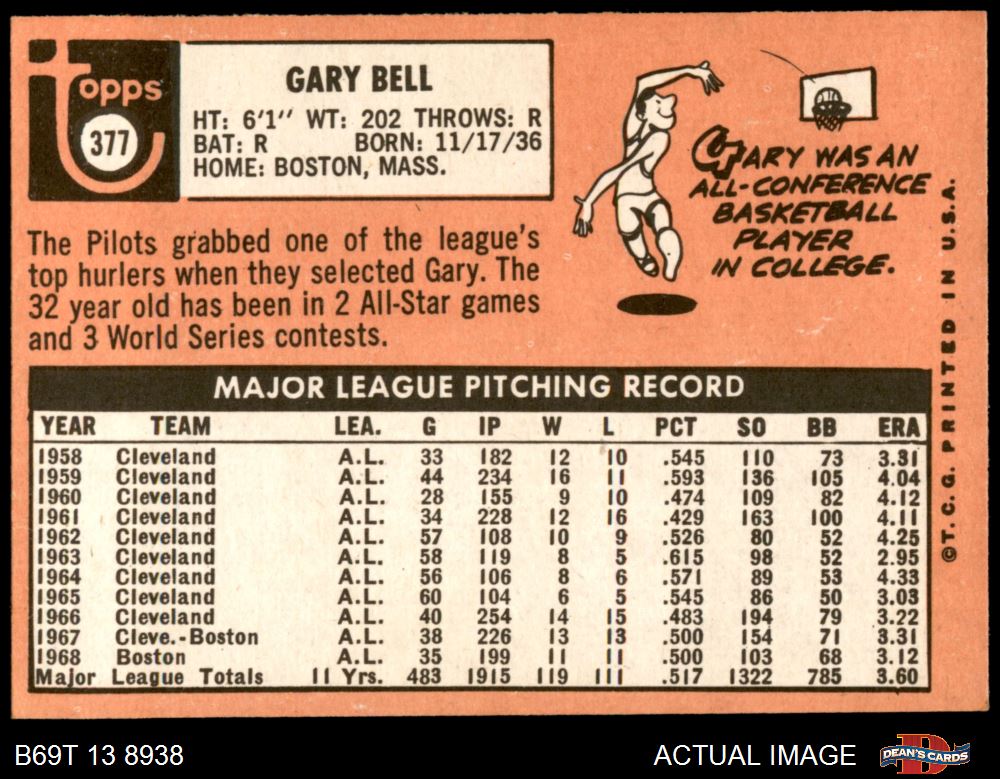 topps
377
GARY BELL
HT: 6'1" WT: 202 THROWS: R
BAT: R BORN: 11/17/36
HOME: BOSTON, MASS.
GARY WAS AN
ALL-CONFERENCE
BASKETBALL
PLAYER
IN COLLEGE.
The Pilots grabbed one of the league's
top hurlers when they selected Gary. The
32 year old has been in 2 All-Star games
and 3 World Series contests.
MAJOR LEAGUE PITCHING RECORD
YEAR TEAM LEA. G IP W L PCT SO BB ERA
1958 Cleveland A.L. 33 182 12 10 .545 110 73 3.31
1959 Cleveland A.L. 44 234 16 11 .593 136 105 4.04
1960 Cleveland A.L. 28 155 9 10 .474 109 82 4.12
1961 Cleveland A.L. 34 228 12 16 .429 163 100 4.11
1962 Cleveland A.L. 57 108 10 9 .526 80 52 4.25
1963 Cleveland A.L. 58 119 8 5 .615 98 52 2.95
1964 Cleveland A.L. 56 106 8 6 .571 89 53 4.33
1965 Cleveland A.L. 60 104 6 5 .545 86 50 3.03
1966 Cleveland A.L. 40 254 14 15 .483 194 79 3.22
1967 Cleve.-Boston A.L. 38 226 13 13 .500 154 71 3.31
1968 Boston A.L. 35 199 11 11 .500 103 68 3.12
Major League Totals 11 Yrs. 483 1915 119 111 .517 1322 785 3.60
©T.C.G. PRINTED IN U.S.A.
B69T 13 8938
ACTUAL IMAGE
D
DEAN'S CARDS